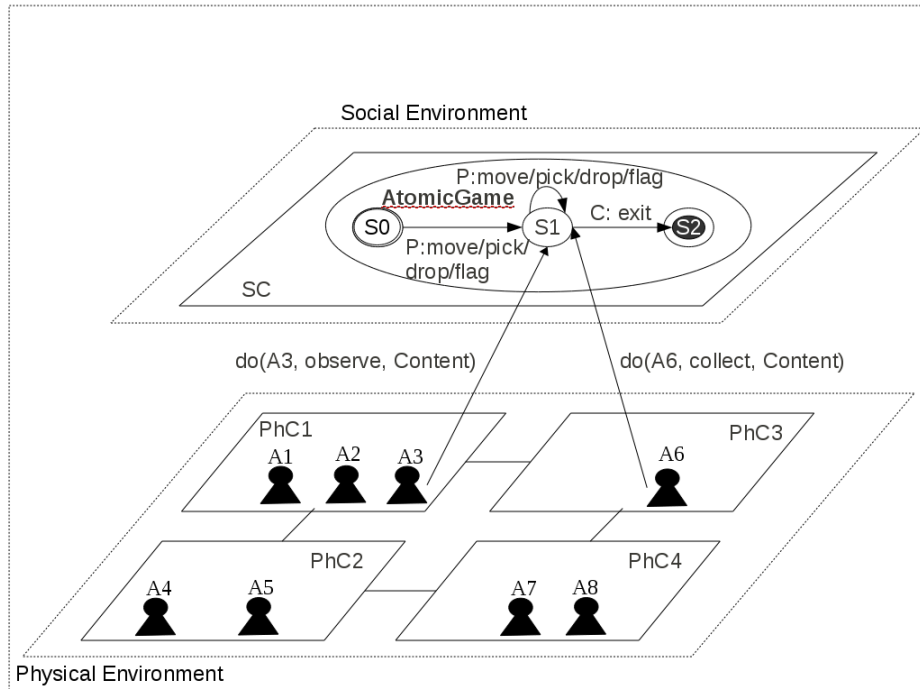 Social Environment
P:move/pick/drop/flag
AtomicGame
C: exit
S0
S1
S2
P:move/pick/
drop/flag
SC
do(A3, observe, Content)
do(A6, collect, Content)
PhC1
PhC3
A1
A2
A3
A6
PhC2
PhC4
A4
A5
A7
A8
Physical Environment